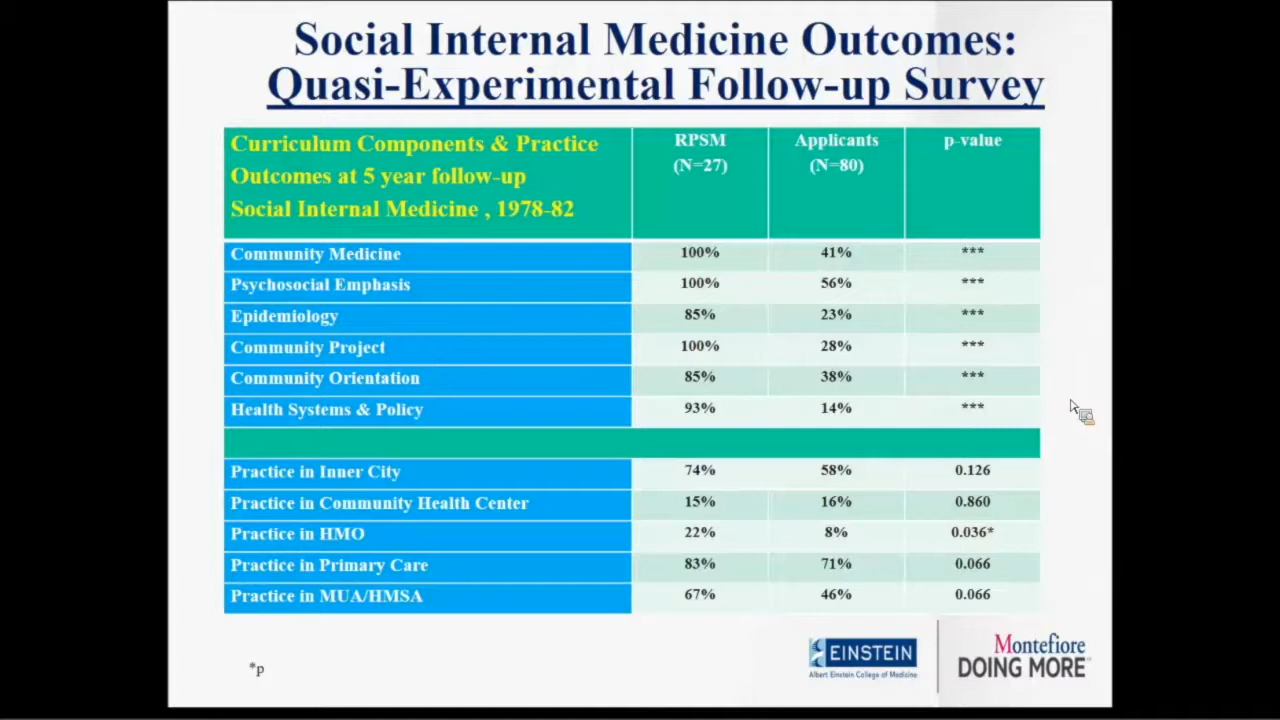 Social Internal Medicine Outcomes:
Quasi-Experimental Follow-up Survey
Curriculum Components & Practice
Outcomes at 5 year follow-up
Social Internal Medicine , 1978-82
RPSM
(N=27)
Applicants
(N=80)
p-value
Community Medicine 100% 41% ***
Psychosocial Emphasis 100% 56% ***
Epidemiology 85% 23% ***
Community Project 100% 28% ***
Community Orientation 85% 38% ***
Health Systems & Policy 93% 14% ***
Practice in Inner City 74% 58% 0.126
Practice in Community Health Center 15% 16% 0.860
Practice in HMO 22% 8% 0.036*
Practice in Primary Care 83% 71% 0.066
Practice in MUA/HMSA 67% 46% 0.066
*p
EINSTEIN
Albert Einstein College of Medicine
Montefiore
DOING MORE